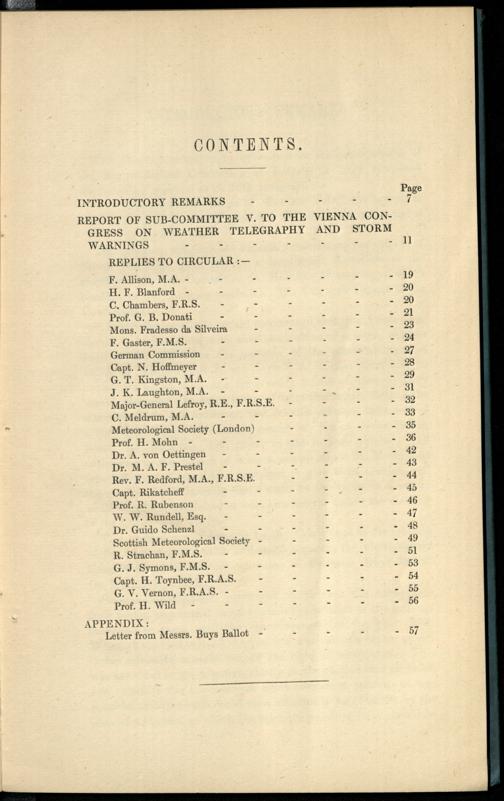 CONTENTS.
Page
INTRODUCTORY REMARKS - - - - - 7
REPORT OF SUB-COMMITTEE V. TO THE VIENNA CON-
GRESS ON WEATHER TELEGRAPHY AND STORM
WARNINGS - - - - - - - 11
REPLIES TO CIRCULAR :—
F. Allison, M.A. - - - - - - - 19
H. F. Blanford - - - - - - - 20
C. Chambers, F.R.S. - - - - - - 20
Prof. G. B. Donati - - - - - - 21
Mons. Fradesso da Silveira - - - - - 23
F. Gaster, F.M.S. - - - - - - 24
German Commission - - - - - - 27
Capt. N. Hoffmeyer - - - - - - 28
G. T. Kingston, M.A. - - - - - - 29
J. K. Laughton, M.A. - - - - - - 31
Major-General Lefroy, R.E., F.R.S.E. - - - - 32
C. Meldrum, M.A. - - - - - - 33
Meteorological Society (London) - - - - 35
Prof. H. Mohn - - - - - - - 36
Dr. A. von Oettingen - - - - - - 42
Dr. M. A. F. Prestel - - - - - - 43
Rev. F. Redford, M.A., F.R.S.E. - - - - 44
Capt. Rikatcheff - - - - - - 45
Prof. R. Rubenson - - - - - - 46
W. W. Rundell, Esq. - - - - - - 47
Dr. Guido Schenzl - - - - - - 48
Scottish Meteorological Society - - - - - 49
R. Strachan, F.M.S. - - - - - - 51
G. J. Symons, F.M.S. - - - - - - 53
Capt. H. Toynbee, F.R.A.S. - - - - - 54
G. V. Vernon, F.R.A.S. - - - - - - 55
Prof. H. Wild - - - - - - 56
APPENDIX :
Letter from Messrs. Buys Ballot - - - - - 57